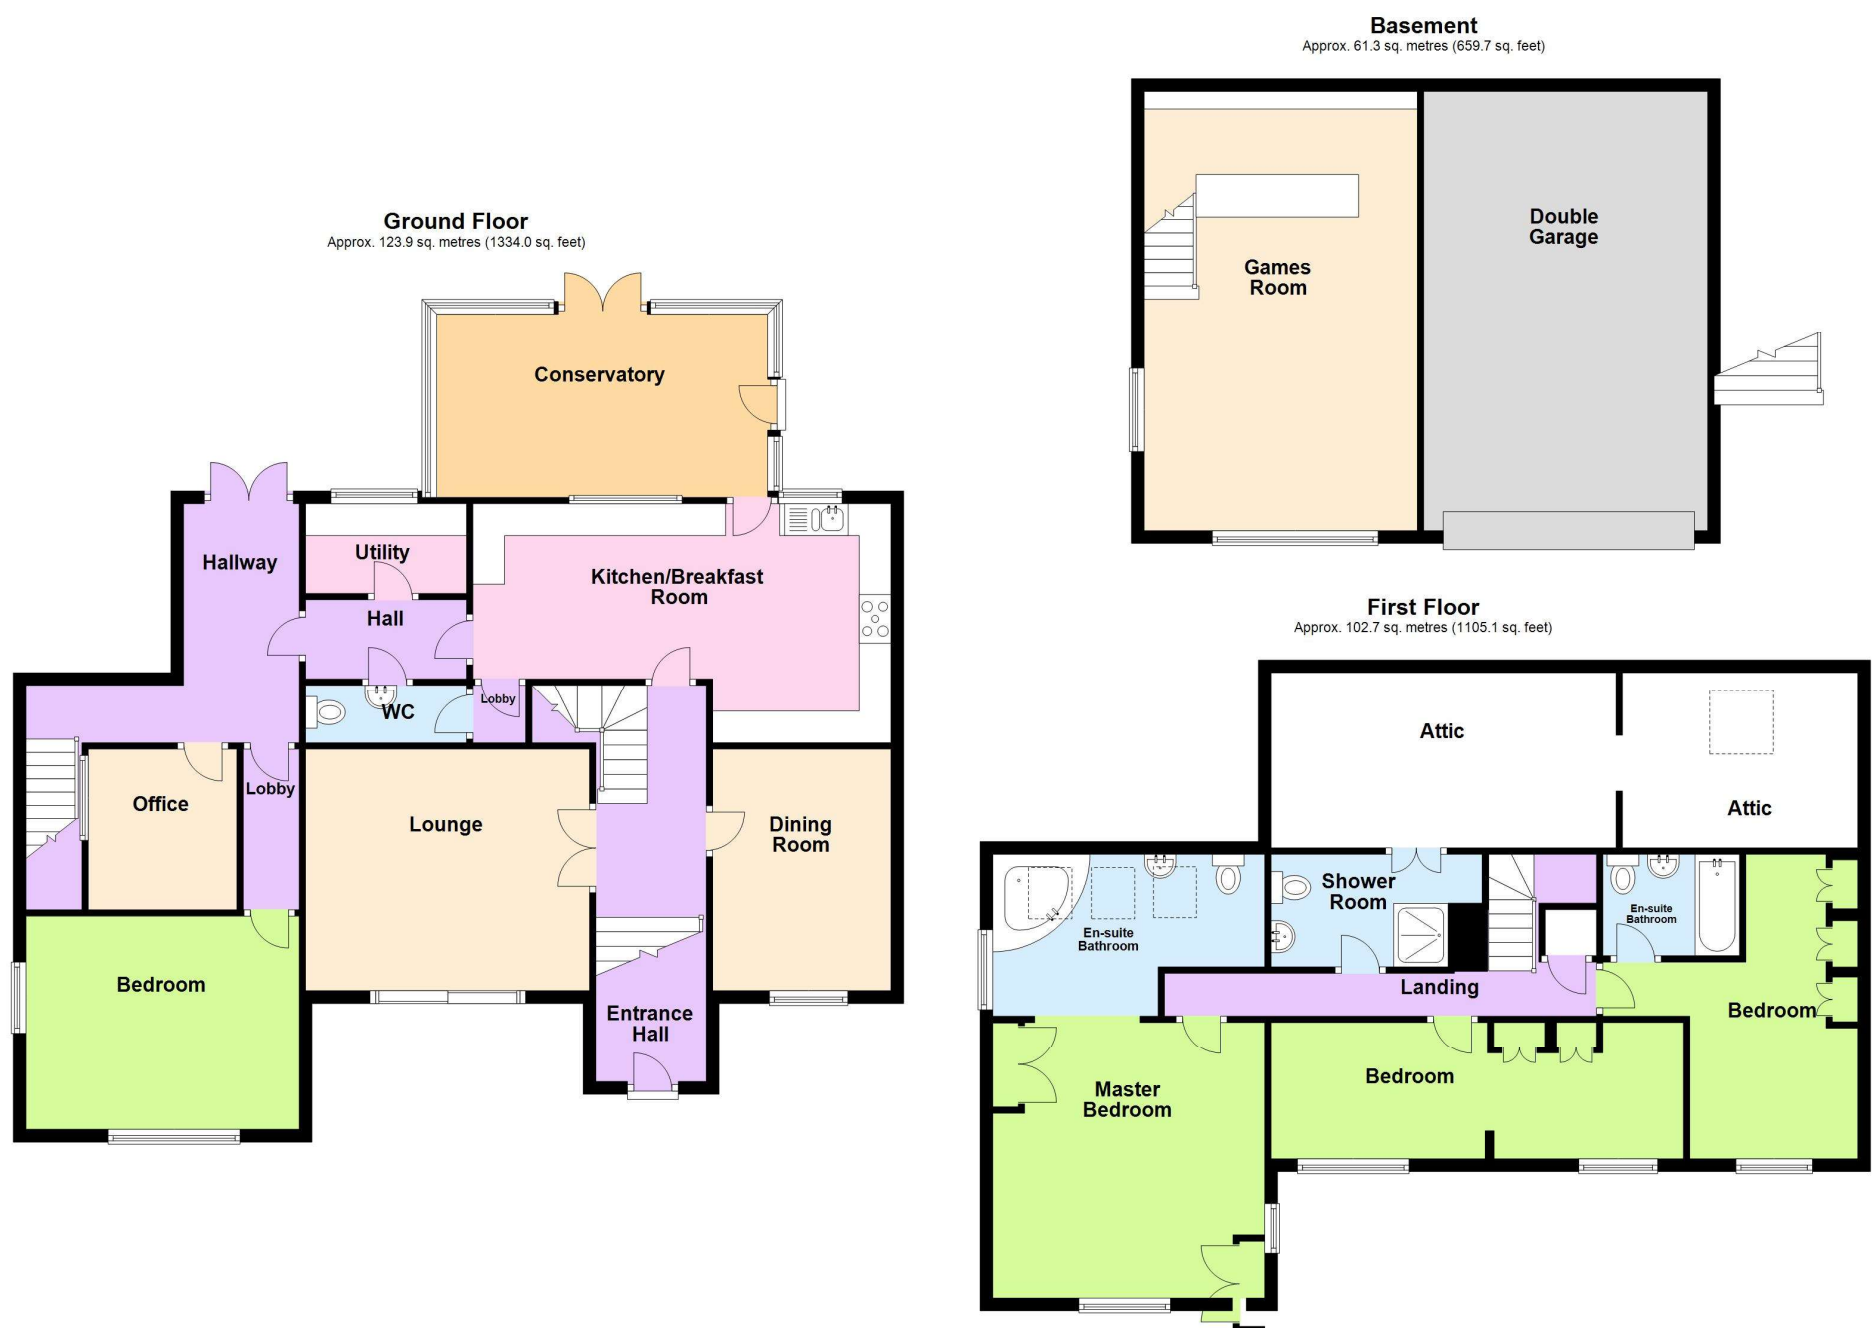 Basement
Approx. 61.3 sq. metres (659.7 sq. feet)
Double
Garage
Games
Room
Ground Floor
Approx. 123.9 sq. metres (1334.0 sq. feet)
Conservatory
Utility
Hallway
Kitchen/Breakfast
Room
Hall
Lobby
WC
Lobby
Office
Lounge
Dining
Room
Bedroom
Entrance
Hall
First Floor
Approx. 102.7 sq. metres (1105.1 sq. feet)
Attic
Attic
Shower
Room
En-suite
Bathroom
En-suite
Bathroom
Landing
Bedroom
Bedroom
Master
Bedroom